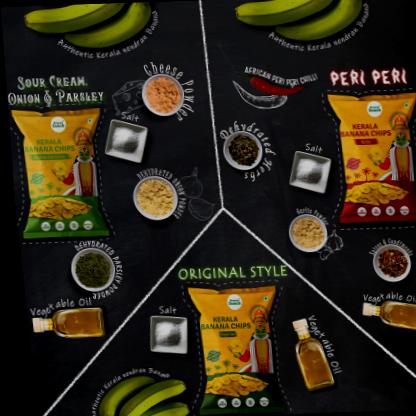 Authentic Kerala nendran Banana
Authentic Kerala nendran Banana
SOUR CREAM,
ONION & PARSLEY
Cheese Powder
Salt
KERALA
BANANA CHIPS
DEHYDRATED ONION POWDER
DEHYDRATED PARSLEY POWDER
Vegetable Oil
AFRICAN PERI PERI CHILLI
PERI PERI
Dehydrated Herbs
Salt
KERALA
BANANA CHIPS
Garlic Powder
Vegetable Oil
ORIGINAL STYLE
Salt
KERALA
BANANA CHIPS
Vegetable Oil
Authentic Kerala nendran Banana